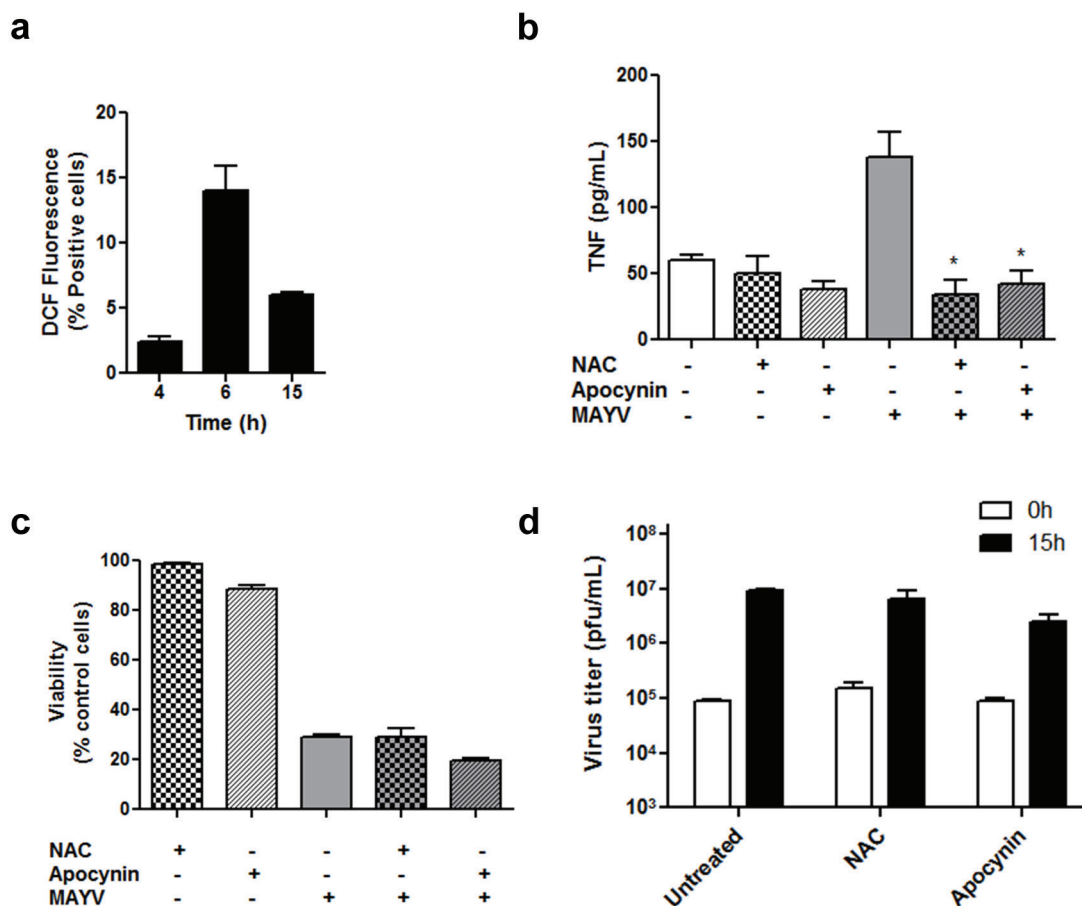 a
DCF Fluorescence
(% Positive cells)
20
15
10
5
0
4 6 15
Time (h)
b
TNF (pg/mL)
200
150
100
50
0
* *
NAC - + - - + -
Apocynin - - + - - +
MAYV - - - + + +
c
Viability
(% control cells)
100
80
60
40
20
0
NAC + - - + -
Apocynin - + - - +
MAYV - - + + +
d
0h
15h
Virus titer (pfu/mL)
10⁸
10⁷
10⁶
10⁵
10⁴
10³
Untreated
NAC
Apocynin